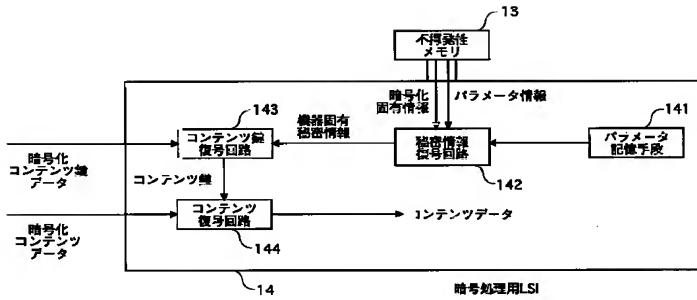 13
不揮発性
メモリ
暗号化
固有情報
パラメータ情報
143
コンテンツ鍵
復号回路
機器固有
秘密情報
秘密情報
復号回路
142
141
パラメータ
記憶手段
暗号化
コンテンツ鍵
データ
コンテンツ鍵
コンテンツ
復号回路
144
コンテンツデータ
暗号化
コンテンツ
データ
14
暗号処理用LSI